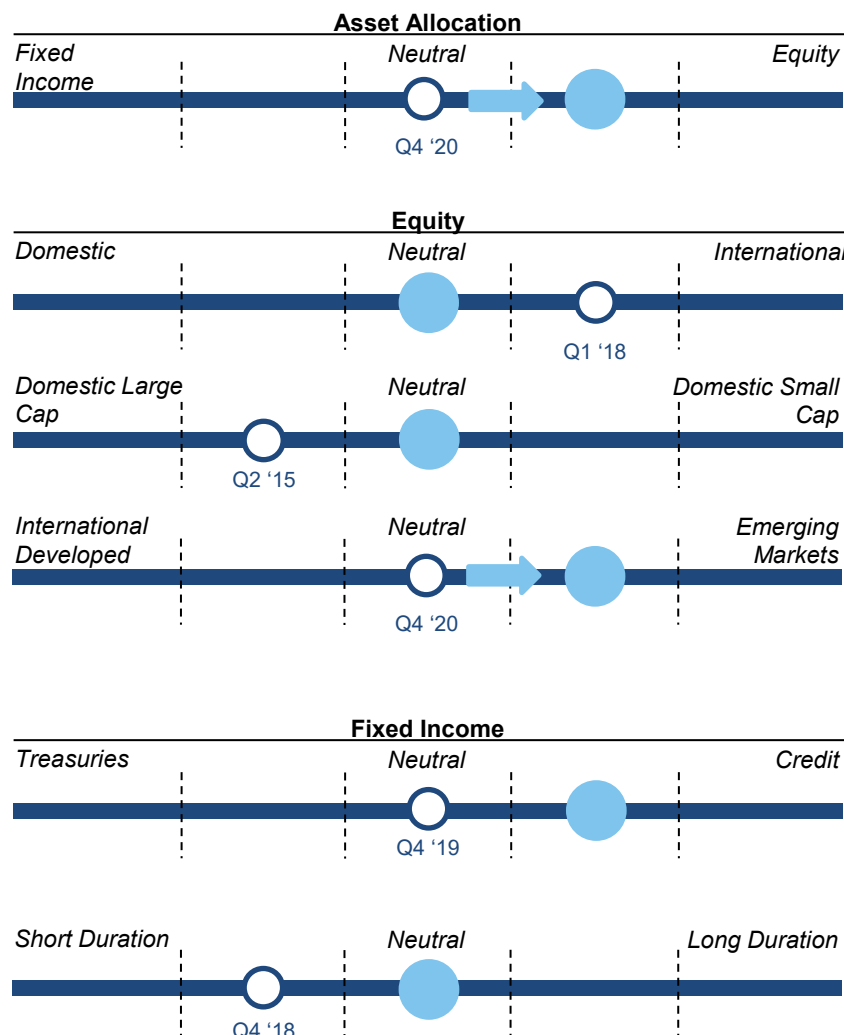 Asset Allocation
Fixed Income
Neutral
Equity
Q4 ‘20
Equity
Domestic
Neutral
International
Q1 ‘18
Domestic Large Cap
Neutral
Domestic Small Cap
Q2 ‘15
International Developed
Neutral
Emerging Markets
Q4 ‘20
Fixed Income
Treasuries
Neutral
Credit
Q4 ‘19
Short Duration
Neutral
Long Duration
Q4 ‘18